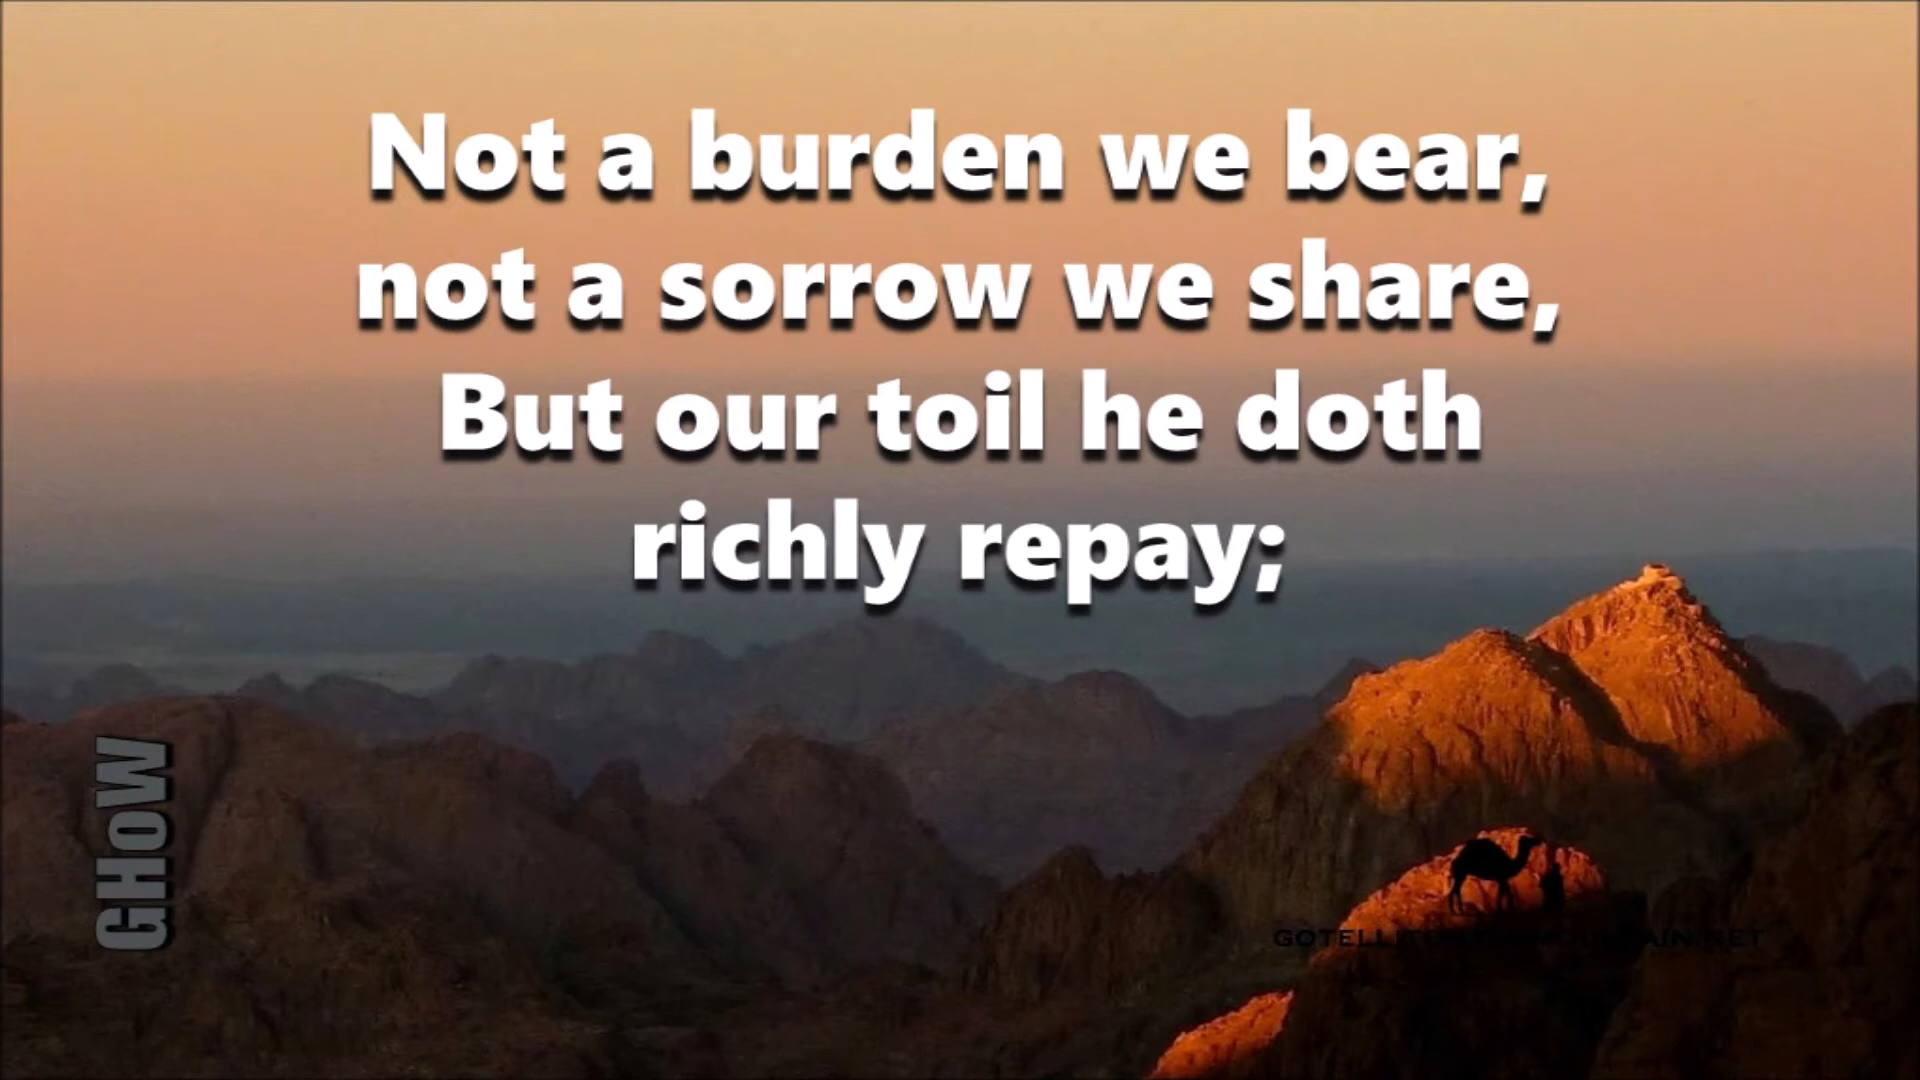 Not a burden we bear,
not a sorrow we share,
But our toil he doth
richly repay;
GHOW